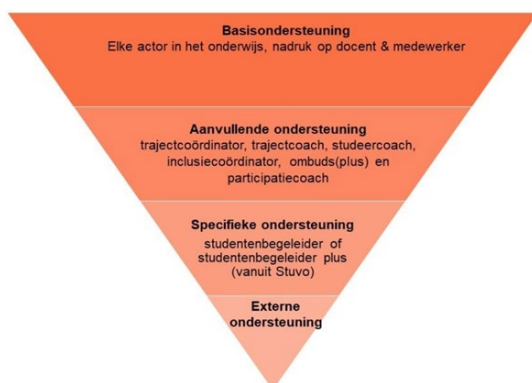 Basisondersteuning
Elke actor in het onderwijs, nadruk op docent & medewerker
Aanvullende ondersteuning
trajectcoördinator, trajectcoach, studeercoach,
inclusiecoördinator, ombuds(plus) en
participatiecoach
Specifieke ondersteuning
studentenbegeleider of
studentenbegeleider plus
(vanuit Stuvo)
Externe
ondersteuning